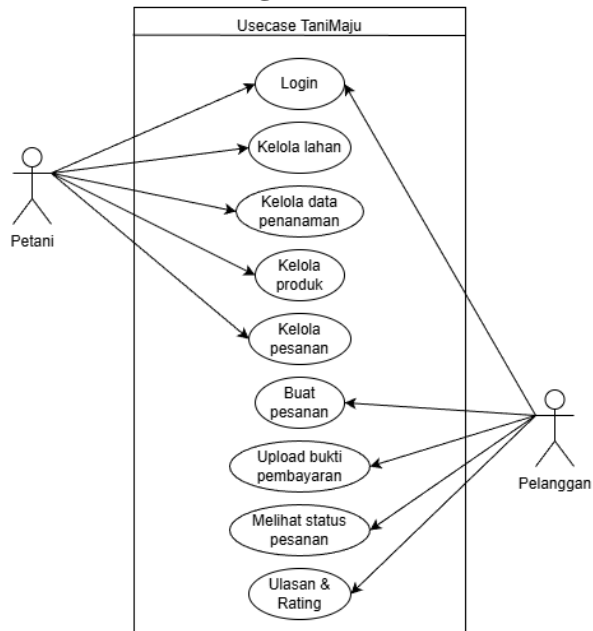 Usecase TaniMaju
Login
Kelola lahan
Kelola data
penanaman
Petani
Kelola
produk
Kelola
pesanan
Buat
pesanan
Upload bukti
pembayaran
Pelanggan
Melihat status
pesanan
Ulasan &
Rating